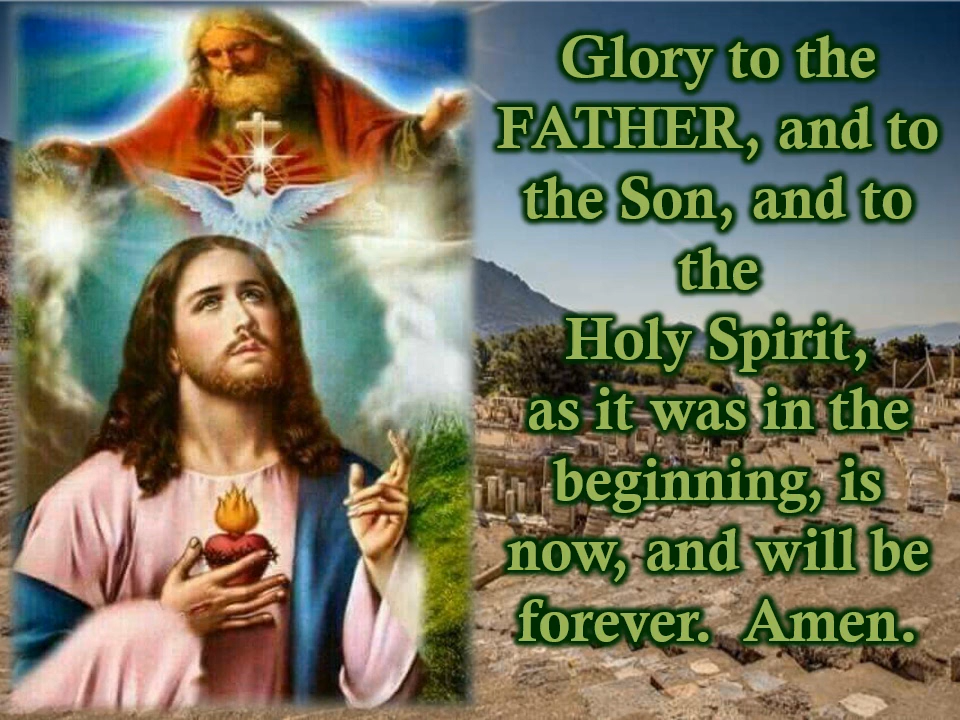 Glory to the
FATHER, and to
the Son, and to
the
Holy Spirit,
as it was in the
beginning, is
now, and will be
forever.  Amen.